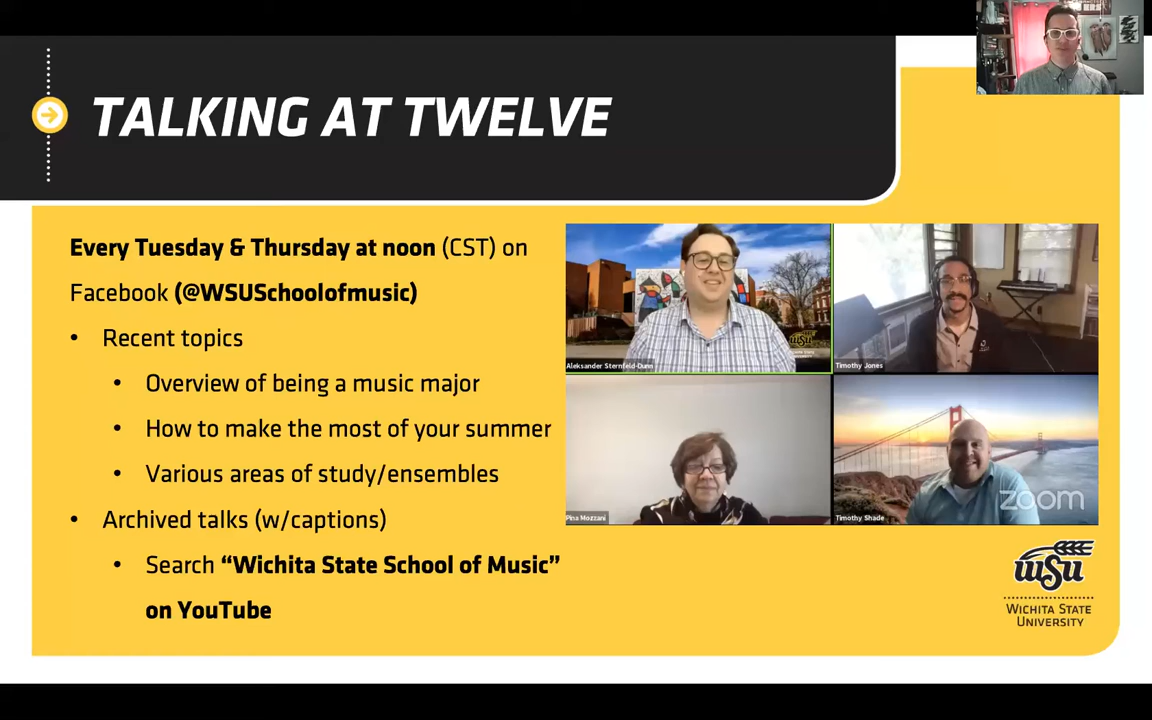 TALKING AT TWELVE
Every Tuesday & Thursday at noon (CST) on
Facebook (@WSUSchoolofmusic)
• Recent topics
• Overview of being a music major
• How to make the most of your summer
• Various areas of study/ensembles
• Archived talks (w/captions)
• Search “Wichita State School of Music”
on YouTube
Aleksander Sternfeld-Dunn
Timothy Jones
Pina Mozzani
Timothy Shade
zoom
wsu
WICHITA STATE
UNIVERSITY